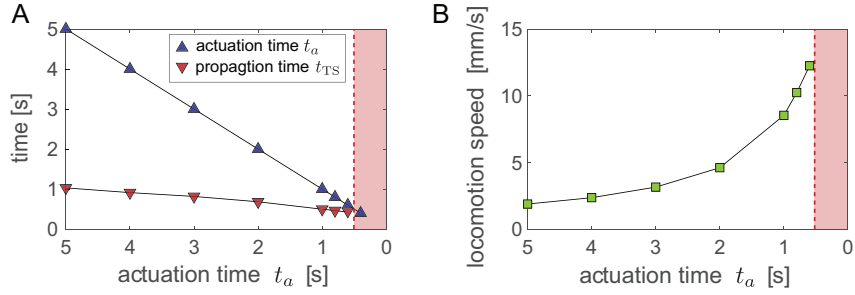 A
5
4
3
2
1
0
time [s]
actuation time t_a
propagtion time t_TS
5 4 3 2 1 0
actuation time t_a [s]
B
15
10
5
0
locomotion speed [mm/s]
5 4 3 2 1 0
actuation time t_a [s]